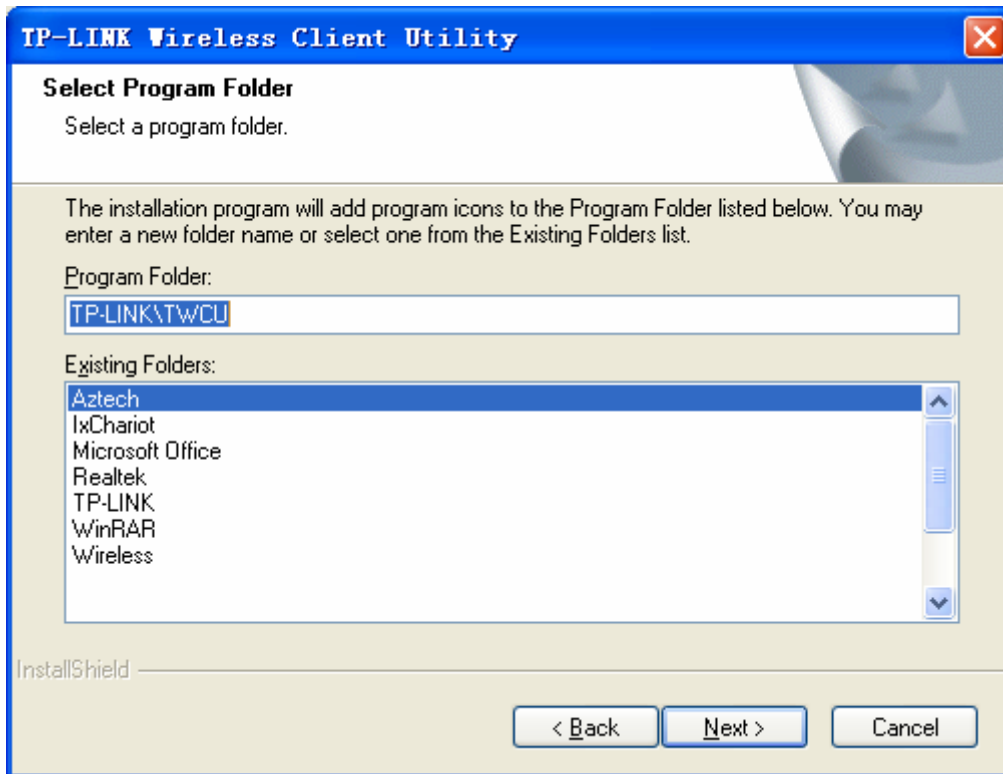 TP-LINK Wireless Client Utility
Select Program Folder
Select a program folder.
The installation program will add program icons to the Program Folder listed below. You may
enter a new folder name or select one from the Existing Folders list.
Program Folder:
TP-LINK\TWCU
Existing Folders:
Aztech
IxChariot
Microsoft Office
Realtek
TP-LINK
WinRAR
Wireless
InstallShield
< Back Next > Cancel